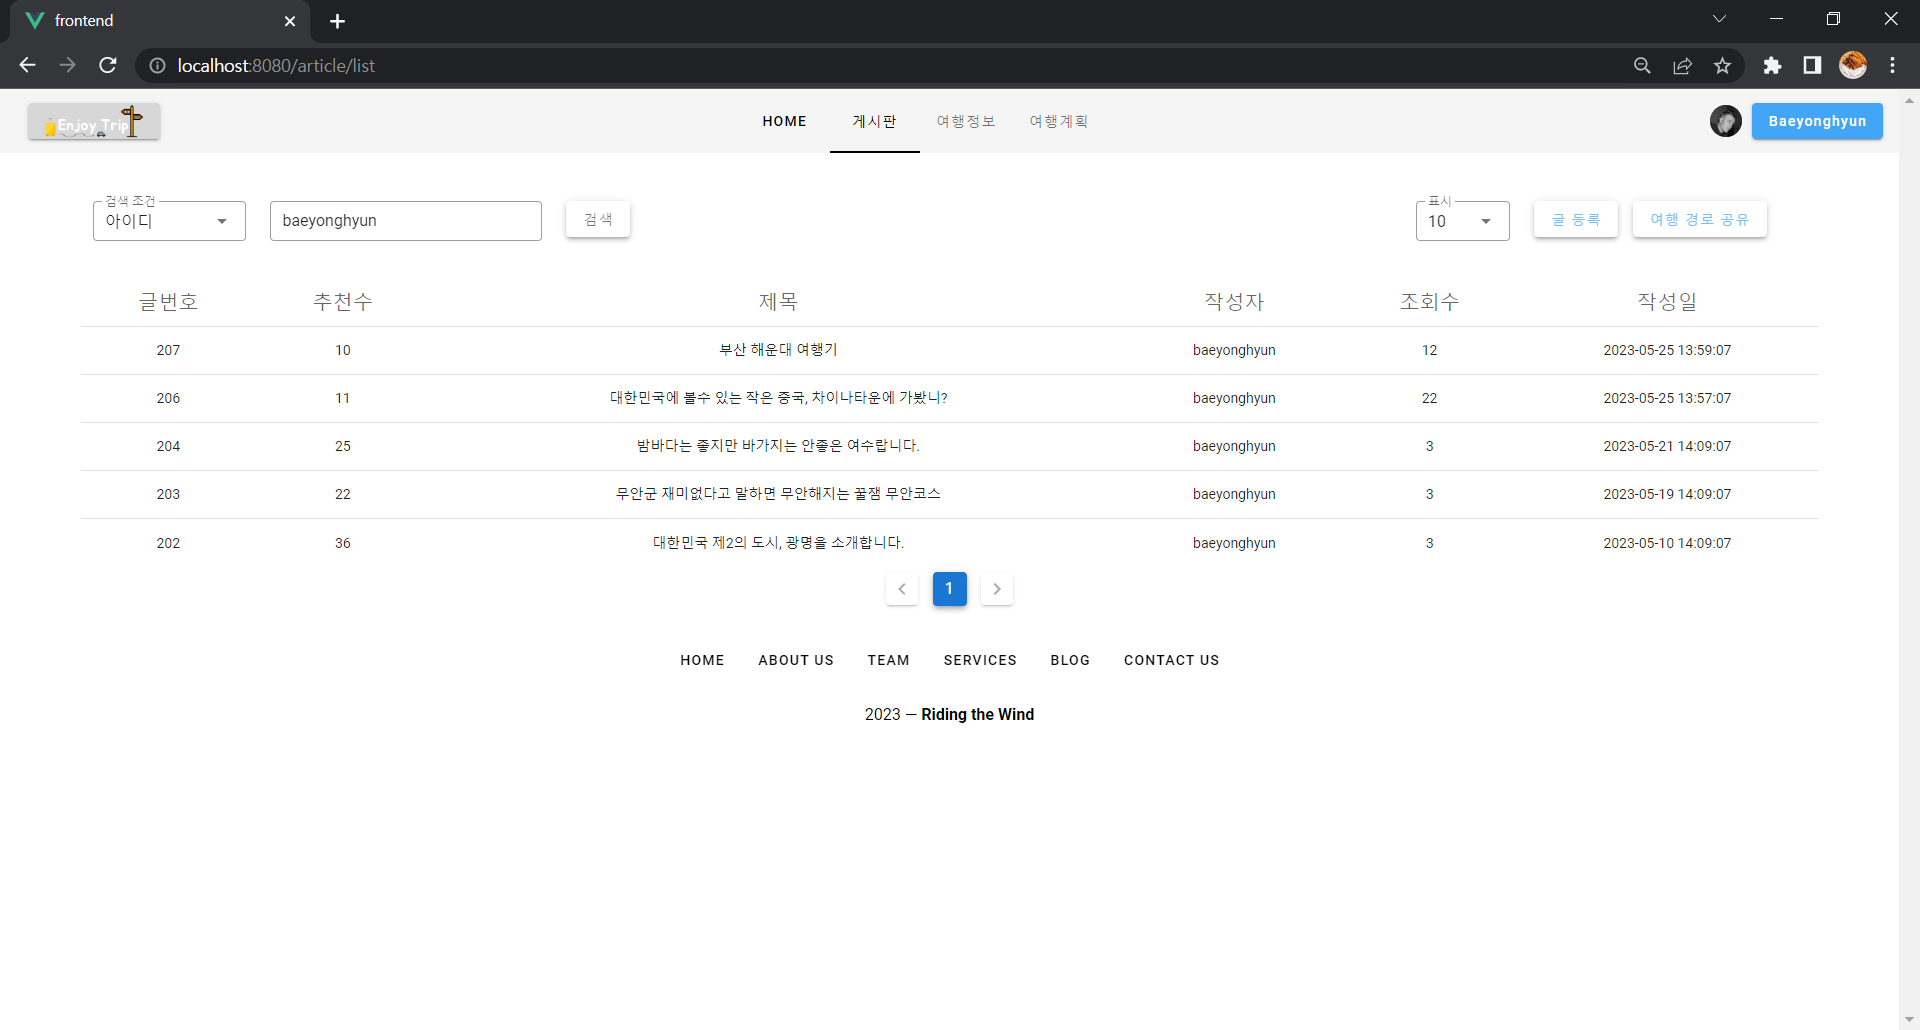 frontend
localhost:8080/article/list
Enjoy Trip
HOME 게시판 여행정보 여행계획
Baeyonghyun
검색 조건
아이디
baeyonghyun
검색
표시
10
글 등록
여행 경로 공유
글번호 추천수 제목 작성자 조회수 작성일
207 10 부산 해운대 여행기 baeyonghyun 12 2023-05-25 13:59:07
206 11 대한민국에 볼수 있는 작은 중국, 차이나타운에 가봤니? baeyonghyun 22 2023-05-25 13:57:07
204 25 밤바다는 좋지만 바가지는 안좋은 여수랍니다. baeyonghyun 3 2023-05-21 14:09:07
203 22 무안군 재미없다고 말하면 무안해지는 꿀잼 무안코스 baeyonghyun 3 2023-05-19 14:09:07
202 36 대한민국 제2의 도시, 광명을 소개합니다. baeyonghyun 3 2023-05-10 14:09:07
1
HOME ABOUT US TEAM SERVICES BLOG CONTACT US
2023 — Riding the Wind